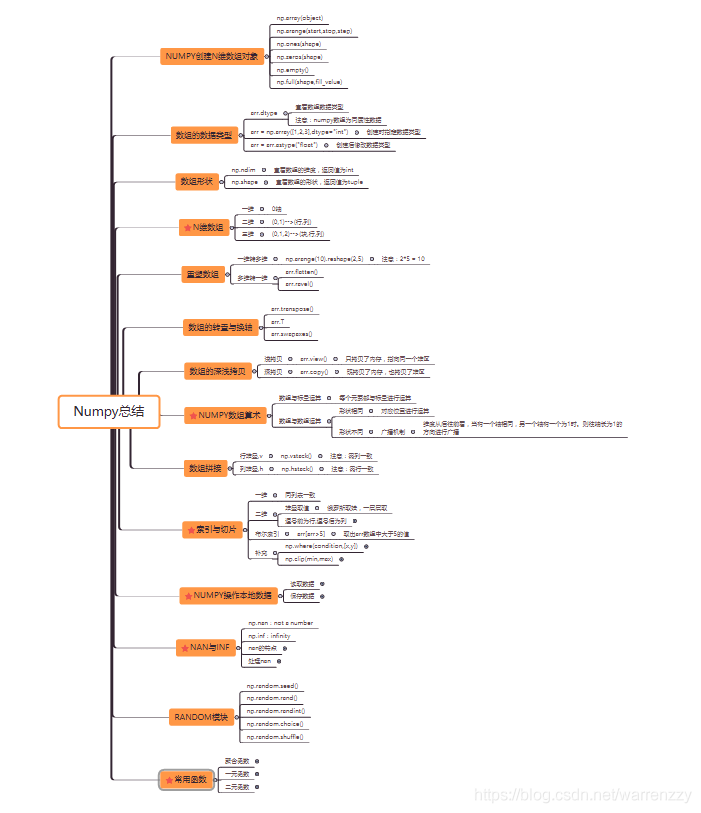 Numpy总结
NUMPY创建N维数组对象
np.array(object)
np.arange(start,stop,step)
np.ones(shape)
np.zeros(shape)
np.empty()
np.full(shape,fill_value)
数组的数据类型
arr.dtype
查看数组数据类型
注意：numpy数组为同质性数据
arr = np.array([1,2,3],dtype="int")
创建时指定数据类型
arr = arr.astype("float")
创建后修改数据类型
数组形状
np.ndim
查看数组的维度，返回值为int
np.shape
查看数组的形状，返回值为tuple
N维数组
一维
0轴
二维
(0,1)-->(行,列)
三维
(0,1,2)-->(块,行,列)
重塑数组
一维转多维
np.arange(10).reshape(2,5)
注意：2*5 = 10
多维转一维
arr.flatten()
arr.ravel()
数组的转置与换轴
arr.transpose()
arr.T
arr.swapaxes()
数组的深浅拷贝
浅拷贝
arr.view()
只拷贝了内存，指向同一个堆区
深拷贝
arr.copy()
既拷贝了内存，也拷贝了堆区
NUMPY数组算术
数组与标量运算
每个元素都与标量进行运算
数组与数组运算
形状相同
对应位置进行运算
形状不同
广播机制
维度从后往前看，当有一个轴相同，另一个轴有一个为1时。则往轴长为1的
方向进行广播
数组拼接
行堆叠,v
np.vstack()
注意：两列一致
列堆叠,h
np.hstack()
注意：两行一致
索引与切片
一维
同列表一致
二维
堆叠取值
俄罗斯取法，一层层取
逗号前为行,逗号后为列
布尔索引
arr[arr>5]
取出arr数组中大于5的值
补充
np.where(condition,[x,y])
np.clip(min,max)
NUMPY操作本地数据
读取数据
保存数据
NAN与INF
np.nan : not a number
np.inf : infinity
nan的特点
处理nan
RANDOM模块
np.random.seed()
np.random.rand()
np.random.randint()
np.random.choice()
np.random.shuffle()
常用函数
聚合函数
一元函数
二元函数
https://blog.csdn.net/warrenzzy